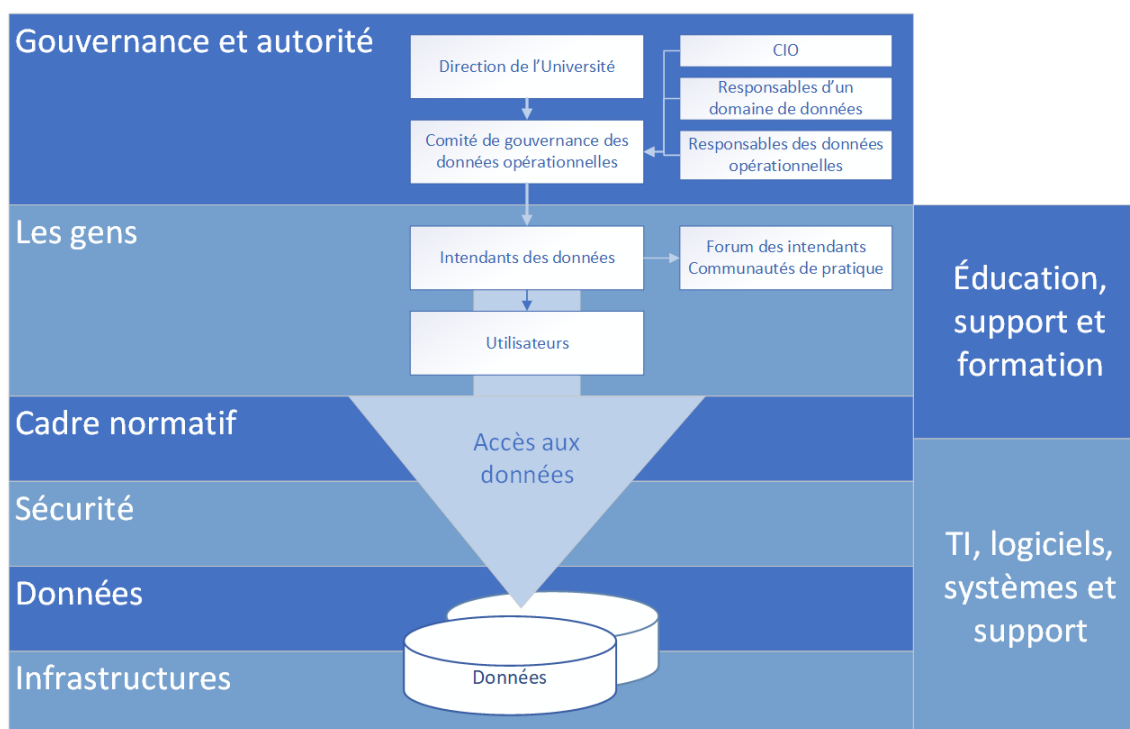 Gouvernance et autorité
Direction de l’Université
CIO
Responsables d’un
domaine de données
Comité de gouvernance des
données opérationnelles
Responsables des données
opérationnelles
Les gens
Intendants des données
Forum des intendants
Communautés de pratique
Utilisateurs
Éducation,
support et
formation
Cadre normatif
Accès aux
données
Sécurité
TI, logiciels,
systèmes et
support
Données
Infrastructures
Données